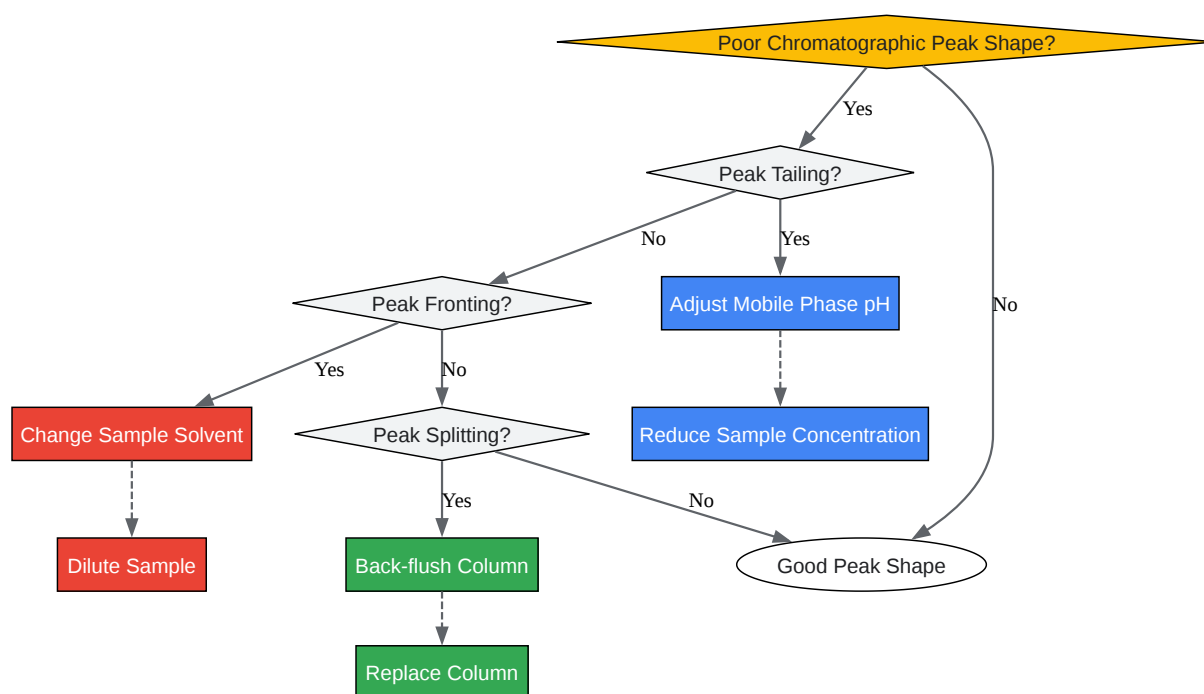 Poor Chromatographic Peak Shape?
Yes
Peak Tailing?
No
Yes
Peak Fronting?
Adjust Mobile Phase pH
No
Yes
No
Change Sample Solvent
Peak Splitting?
Reduce Sample Concentration
Yes
No
Dilute Sample
Back-flush Column
Good Peak Shape
Replace Column